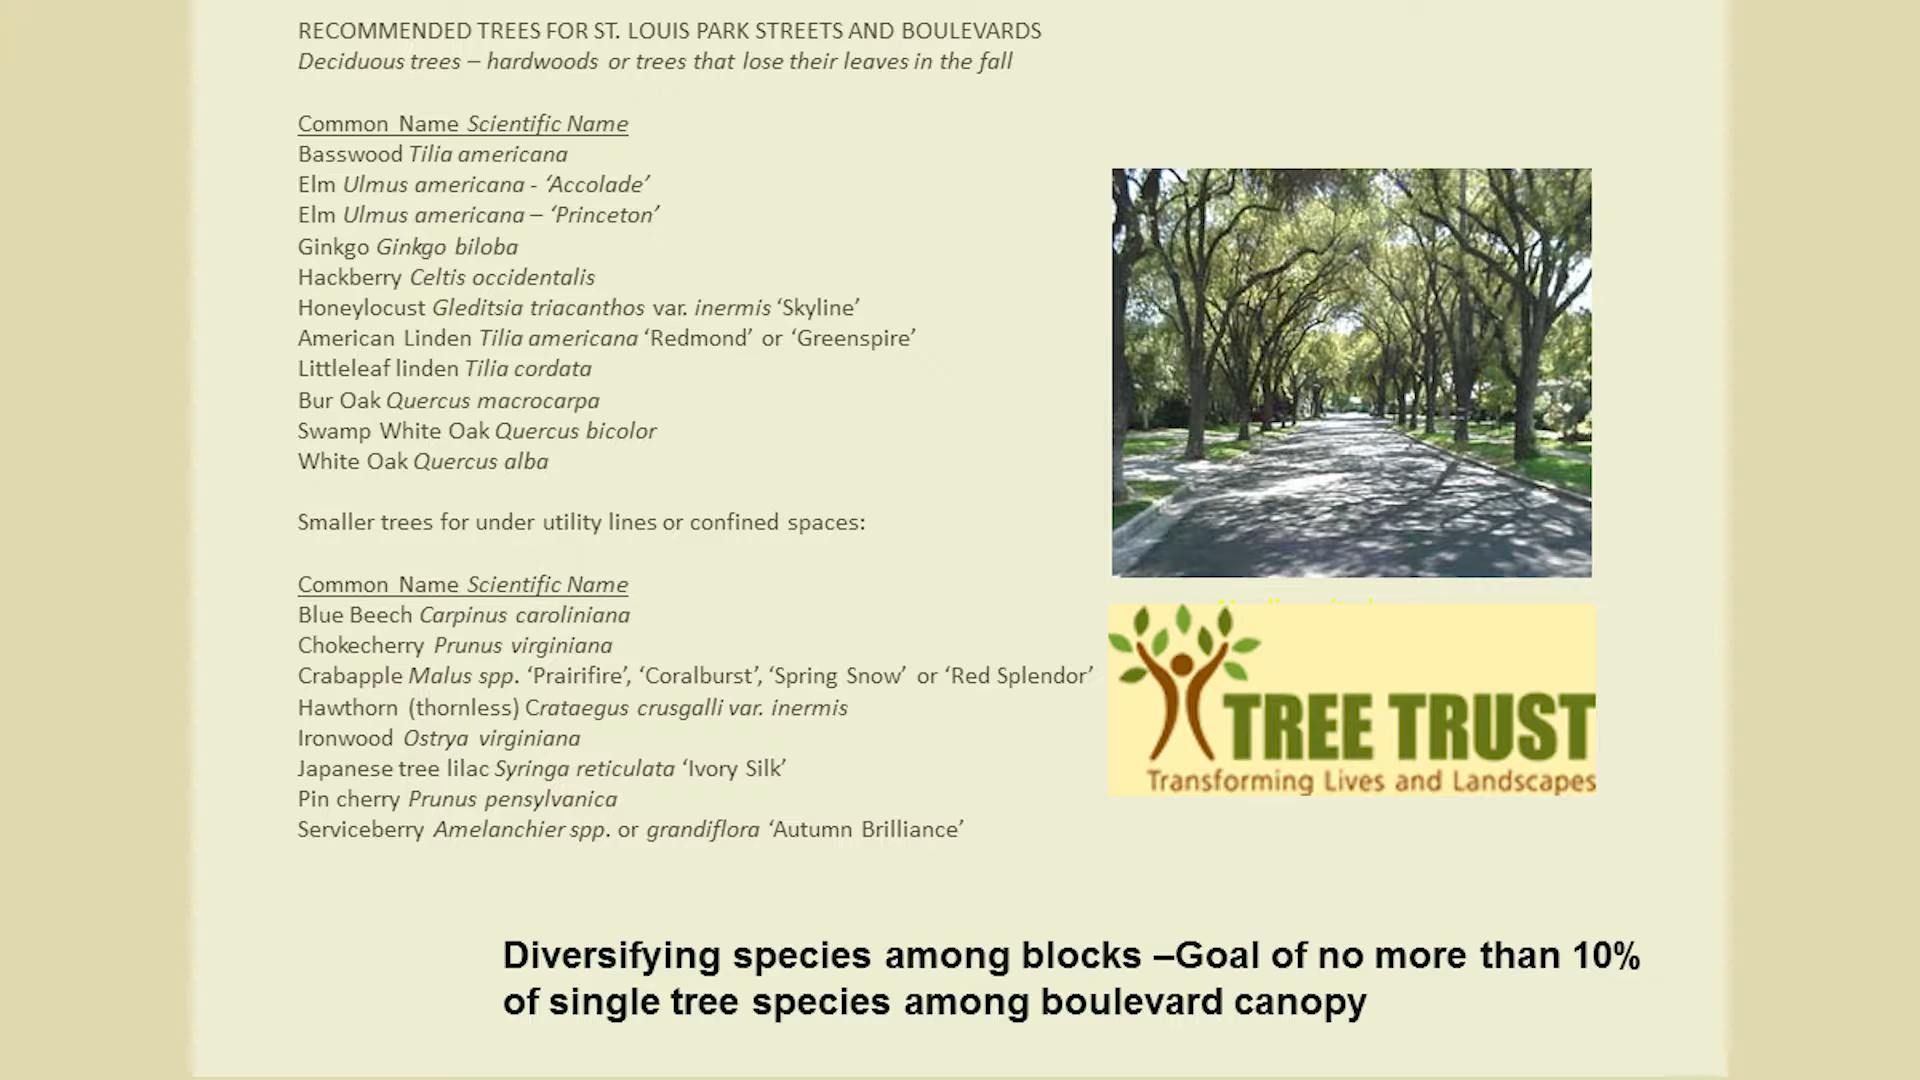 RECOMMENDED TREES FOR ST. LOUIS PARK STREETS AND BOULEVARDS
Deciduous trees – hardwoods or trees that lose their leaves in the fall
Common Name Scientific Name
Basswood Tilia americana
Elm Ulmus americana - ‘Accolade’
Elm Ulmus americana – ‘Princeton’
Ginkgo Ginkgo biloba
Hackberry Celtis occidentalis
Honeylocust Gleditsia triacanthos var. inermis ‘Skyline’
American Linden Tilia americana ‘Redmond’ or ‘Greenspire’
Littleleaf linden Tilia cordata
Bur Oak Quercus macrocarpa
Swamp White Oak Quercus bicolor
White Oak Quercus alba
Smaller trees for under utility lines or confined spaces:
Common Name Scientific Name
Blue Beech Carpinus caroliniana
Chokecherry Prunus virginiana
Crabapple Malus spp. ‘Prairifire’, ‘Coralburst’, ‘Spring Snow’ or ‘Red Splendor’
Hawthorn (thornless) Crataegus crusgalli var. inermis
Ironwood Ostrya virginiana
Japanese tree lilac Syringa reticulata ‘Ivory Silk’
Pin cherry Prunus pensylvanica
Serviceberry Amelanchier spp. or grandiflora ‘Autumn Brilliance’
TREE TRUST
Transforming Lives and Landscapes
Diversifying species among blocks –Goal of no more than 10%
of single tree species among boulevard canopy